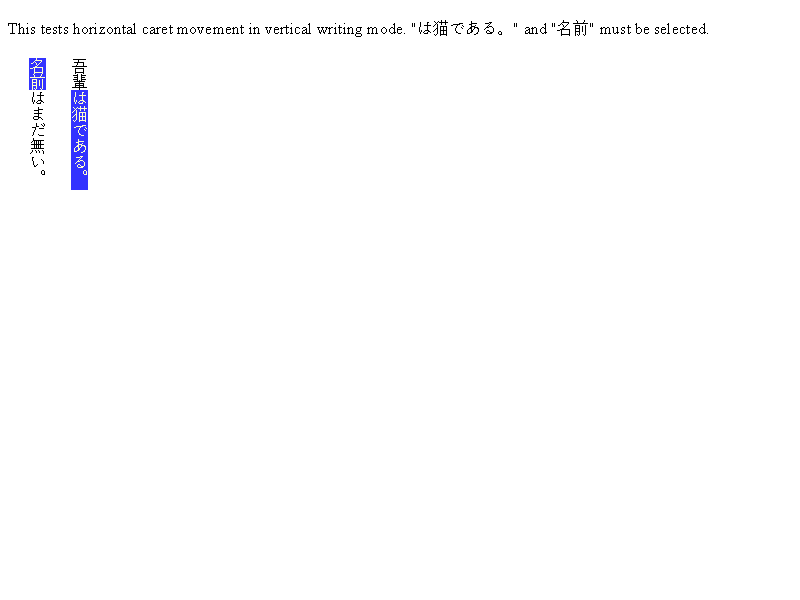 This tests horizontal caret movement in vertical writing mode. "は猫である。" and "名前" must be selected.
吾輩は猫である。
名前はまだ無い。